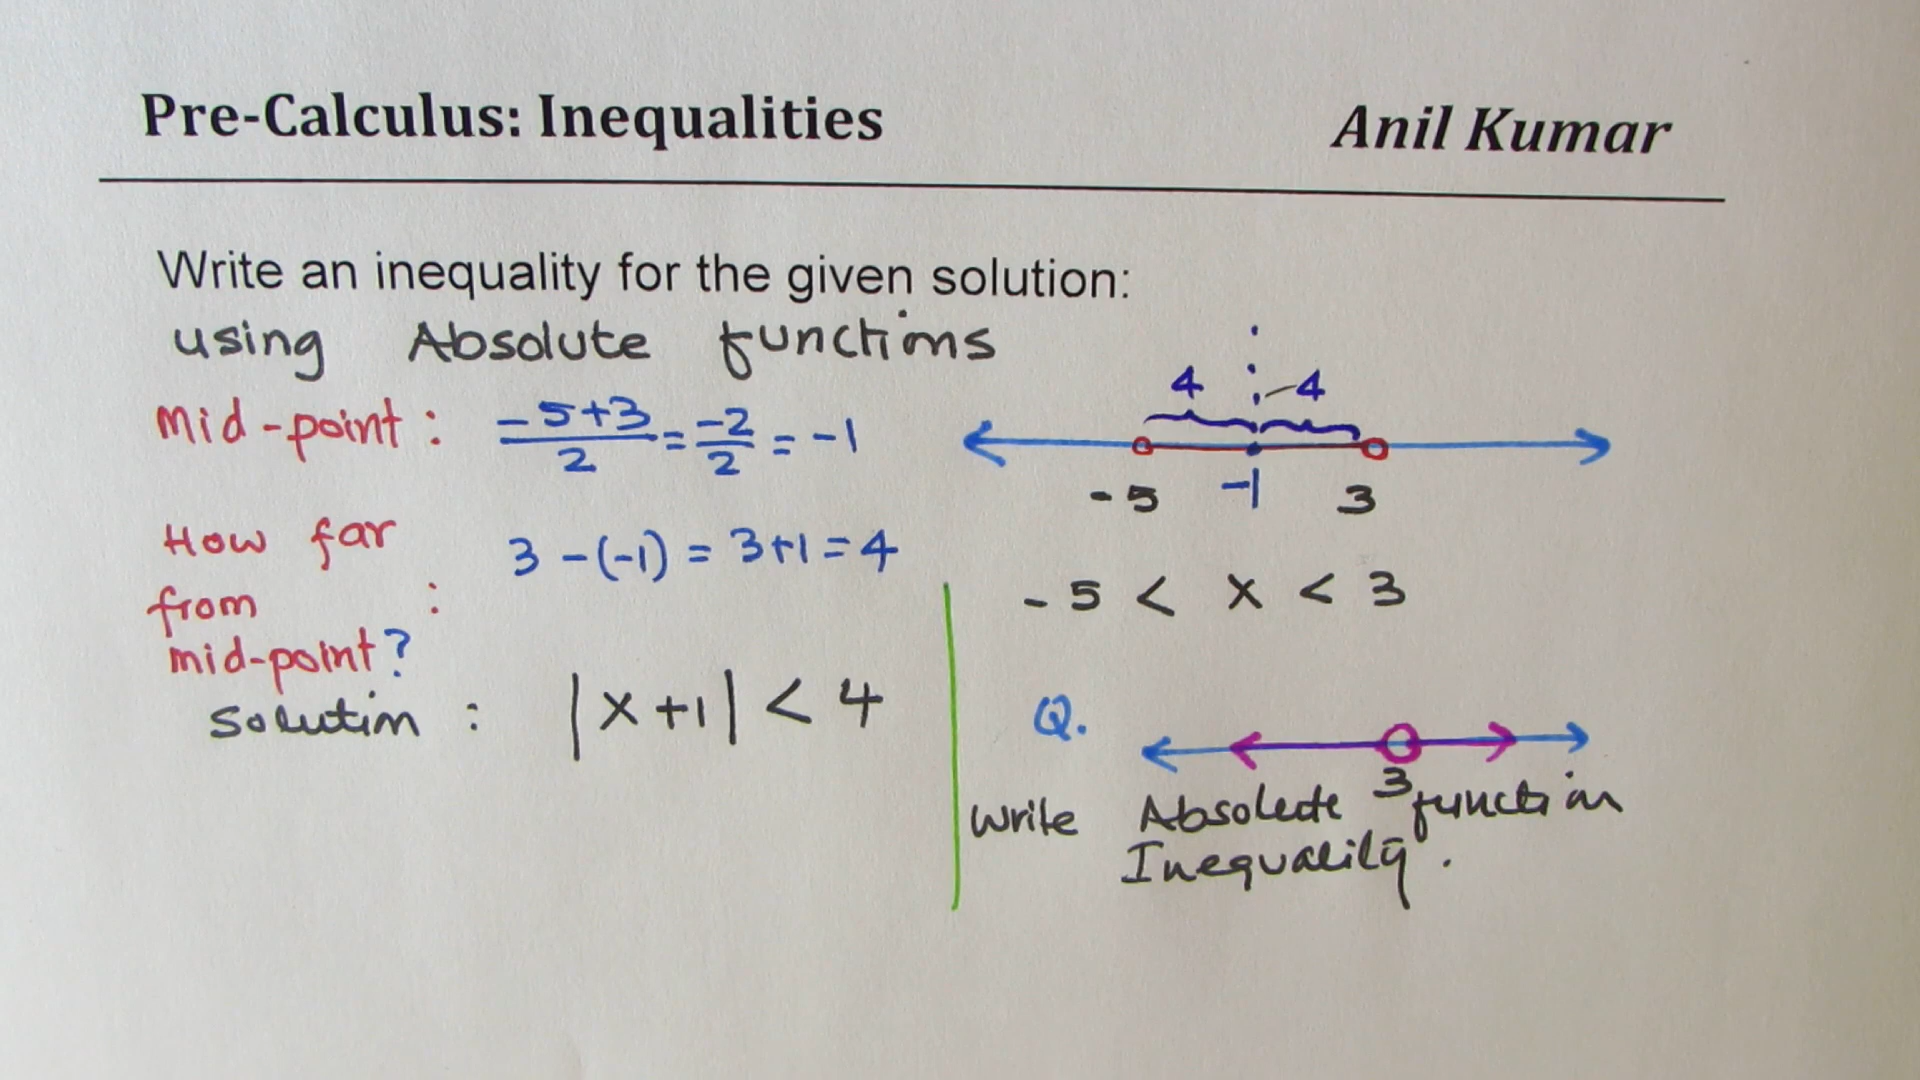 Pre-Calculus: Inequalities
Anil Kumar
Write an inequality for the given solution:
using Absolute functions
Mid-point: -5+3/2 = -2/2 = -1
4 4
-5 -1 3
How far from mid-point? : 3 -(-1) = 3+1 = 4
-5 < x < 3
Solution : |x+1| < 4
Q.
3
Write Absolute function
Inequality.